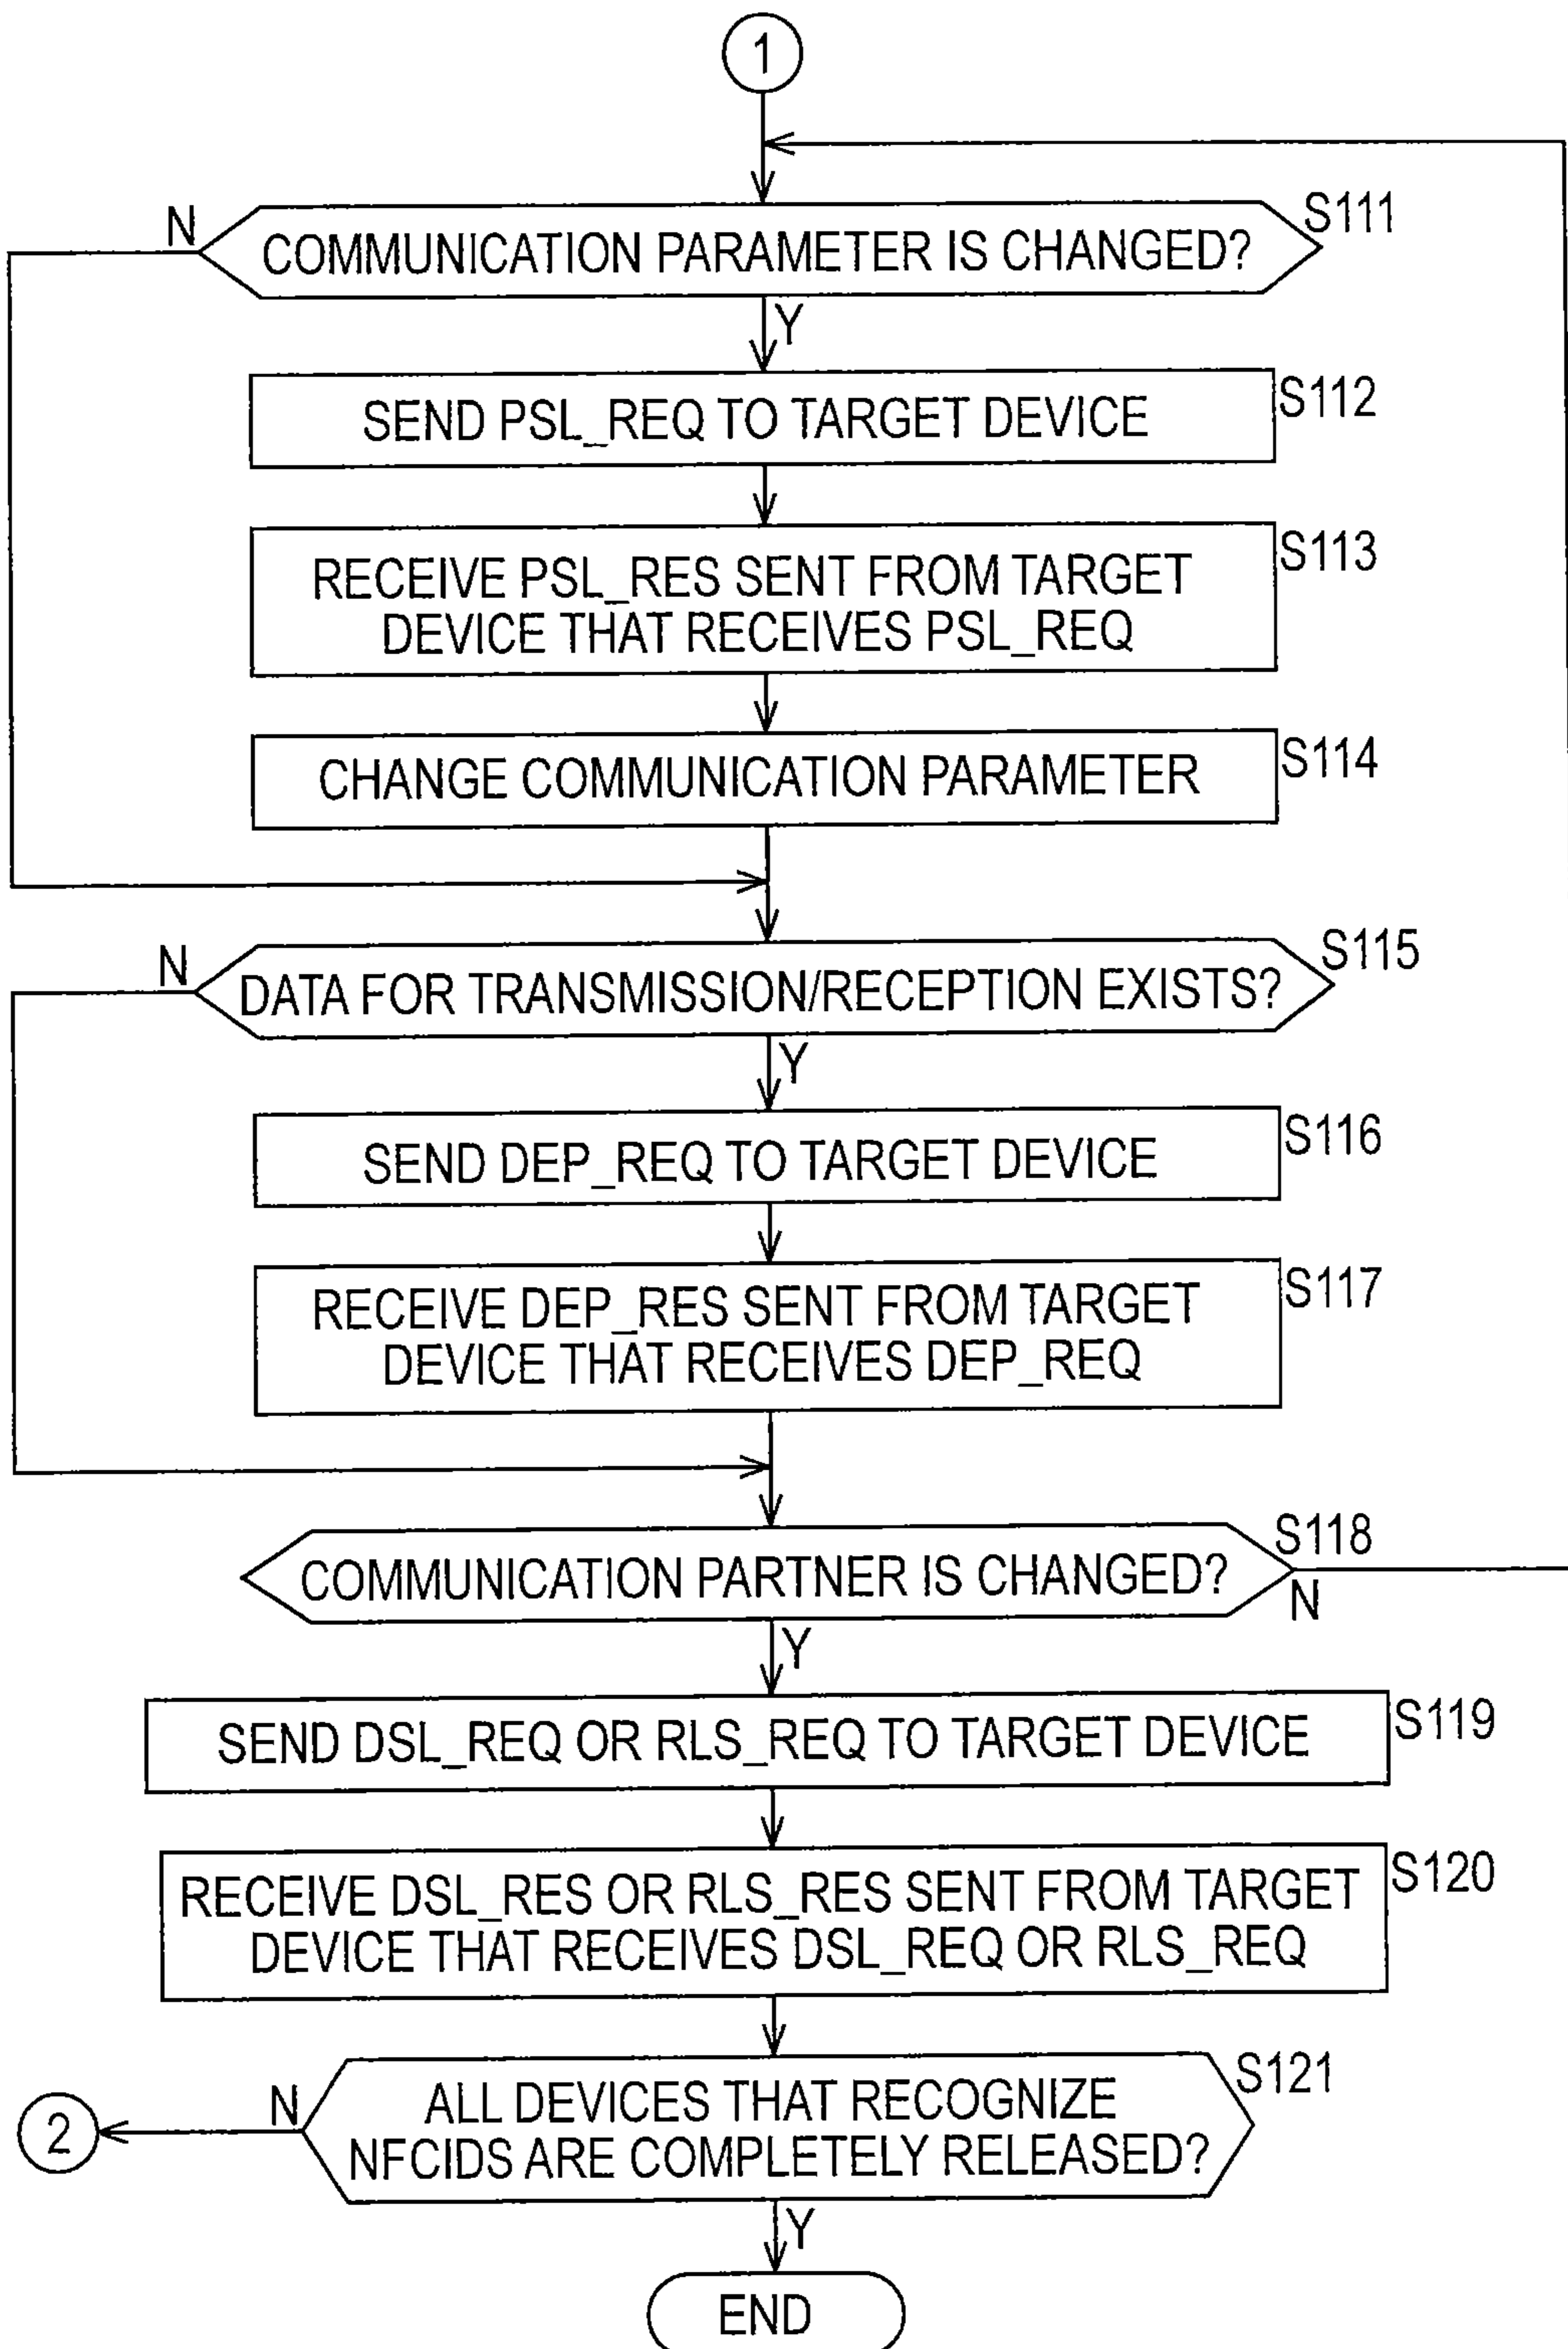 1
N
COMMUNICATION PARAMETER IS CHANGED?
S111
Y
SEND PSL_REQ TO TARGET DEVICE
S112
RECEIVE PSL_RES SENT FROM TARGET
DEVICE THAT RECEIVES PSL_REQ
S113
CHANGE COMMUNICATION PARAMETER
S114
N
DATA FOR TRANSMISSION/RECEPTION EXISTS?
S115
Y
SEND DEP_REQ TO TARGET DEVICE
S116
RECEIVE DEP_RES SENT FROM TARGET
DEVICE THAT RECEIVES DEP_REQ
S117
COMMUNICATION PARTNER IS CHANGED?
S118
N
Y
SEND DSL_REQ OR RLS_REQ TO TARGET DEVICE
S119
RECEIVE DSL_RES OR RLS_RES SENT FROM TARGET
DEVICE THAT RECEIVES DSL_REQ OR RLS_REQ
S120
2
N
ALL DEVICES THAT RECOGNIZE
NFCIDS ARE COMPLETELY RELEASED?
S121
Y
END